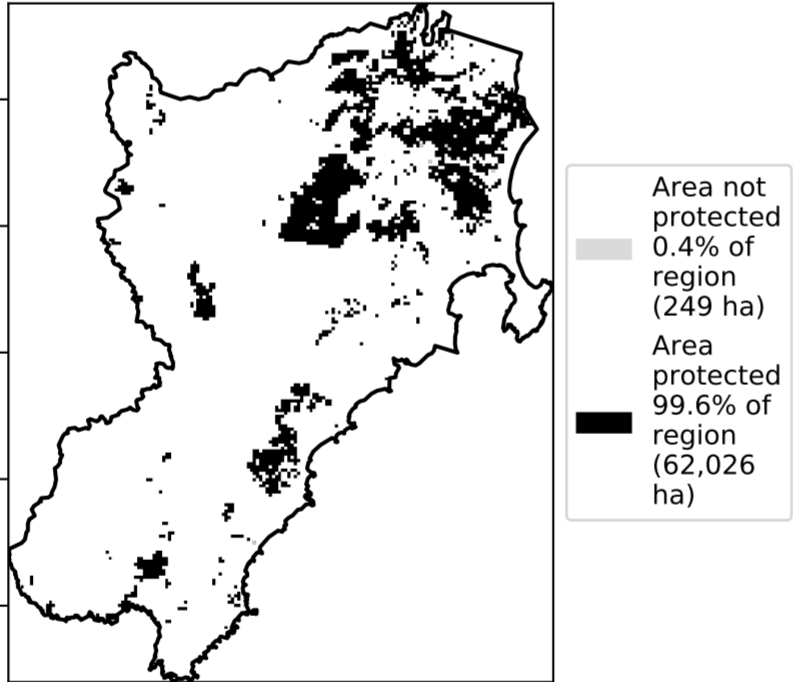 Area not
protected
0.4% of
region
(249 ha)
Area
protected
99.6% of
region
(62,026
ha)